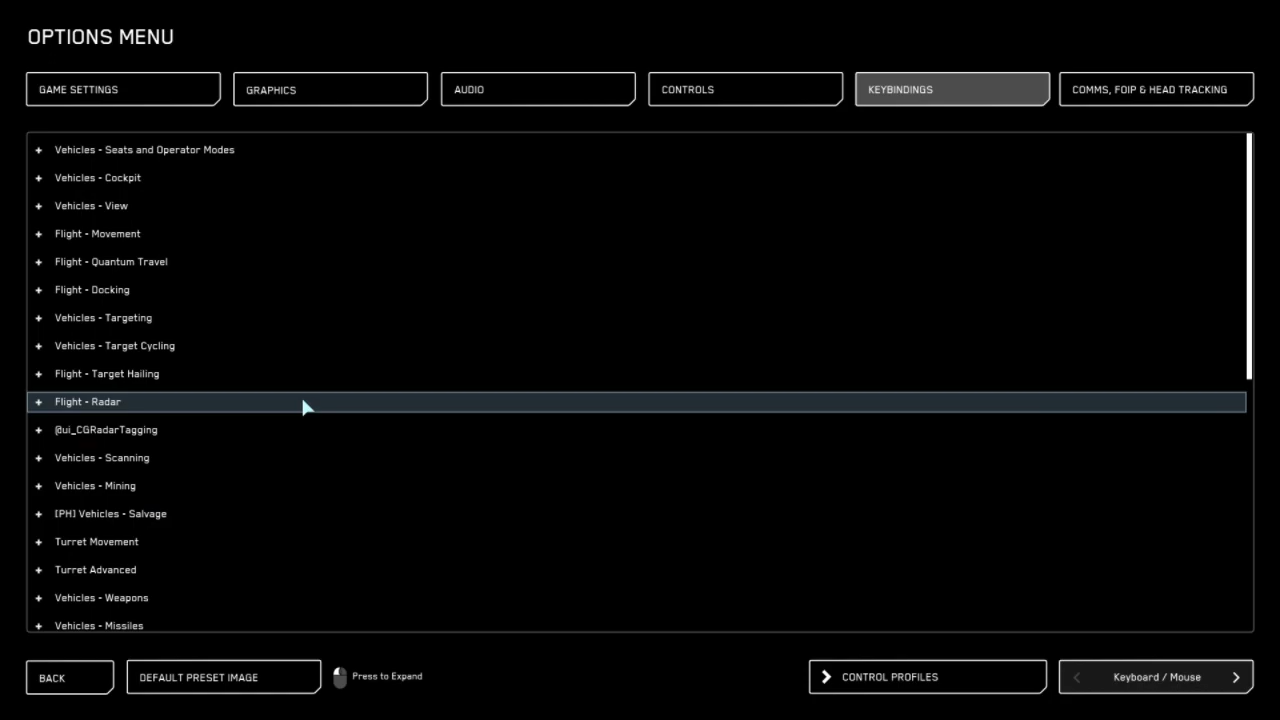 OPTIONS MENU
GAME SETTINGS
GRAPHICS
AUDIO
CONTROLS
KEYBINDINGS
COMMS, FOIP & HEAD TRACKING
+ Vehicles - Seats and Operator Modes
+ Vehicles - Cockpit
+ Vehicles - View
+ Flight - Movement
+ Flight - Quantum Travel
+ Flight - Docking
+ Vehicles - Targeting
+ Vehicles - Target Cycling
+ Flight - Target Hailing
+ Flight - Radar
+ @ui_CGRadarTagging
+ Vehicles - Scanning
+ Vehicles - Mining
+ [PH] Vehicles - Salvage
+ Turret Movement
+ Turret Advanced
+ Vehicles - Weapons
+ Vehicles - Missiles
BACK
DEFAULT PRESET IMAGE
Press to Expand
CONTROL PROFILES
Keyboard / Mouse